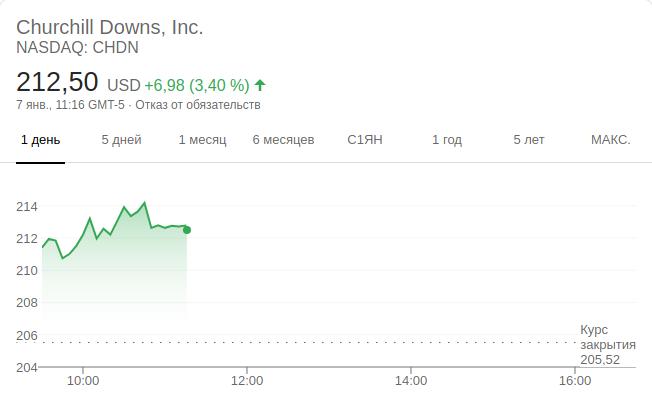 Churchill Downs, Inc.
NASDAQ: CHDN
212,50 USD +6,98 (3,40 %)
7 янв., 11:16 GMT-5 · Отказ от обязательств
1 день 5 дней 1 месяц 6 месяцев С1ЯН 1 год 5 лет МАКС.
214
212
210
208
206
204
Курс
закрытия
205,52
10:00 12:00 14:00 16:00